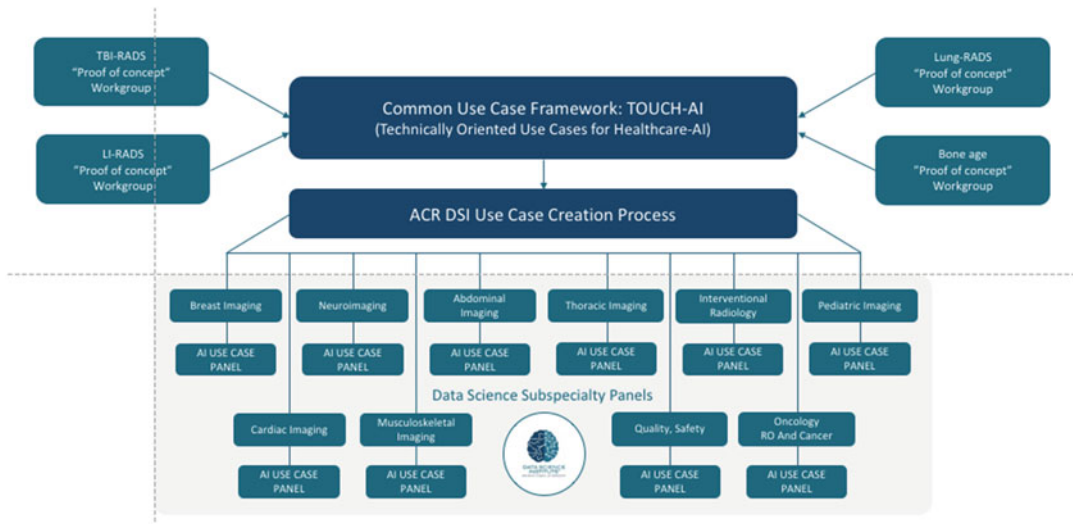 TBI-RADS
"Proof of concept"
Workgroup
Lung-RADS
"Proof of concept"
Workgroup
Common Use Case Framework: TOUCH-AI
(Technically Oriented Use Cases for Healthcare-AI)
LI-RADS
"Proof of concept"
Workgroup
Bone age
"Proof of concept"
Workgroup
ACR DSI Use Case Creation Process
Breast Imaging
Neuroimaging
Abdominal
Imaging
Thoracic Imaging
Interventional
Radiology
Pediatric Imaging
AI USE CASE
PANEL
AI USE CASE
PANEL
AI USE CASE
PANEL
AI USE CASE
PANEL
AI USE CASE
PANEL
AI USE CASE
PANEL
Data Science Subspecialty Panels
Cardiac Imaging
Musculoskeletal
Imaging
Quality, Safety
Oncology
RO And Cancer
DATA SCIENCE
INSTITUTE
AI USE CASE
PANEL
AI USE CASE
PANEL
AI USE CASE
PANEL
AI USE CASE
PANEL